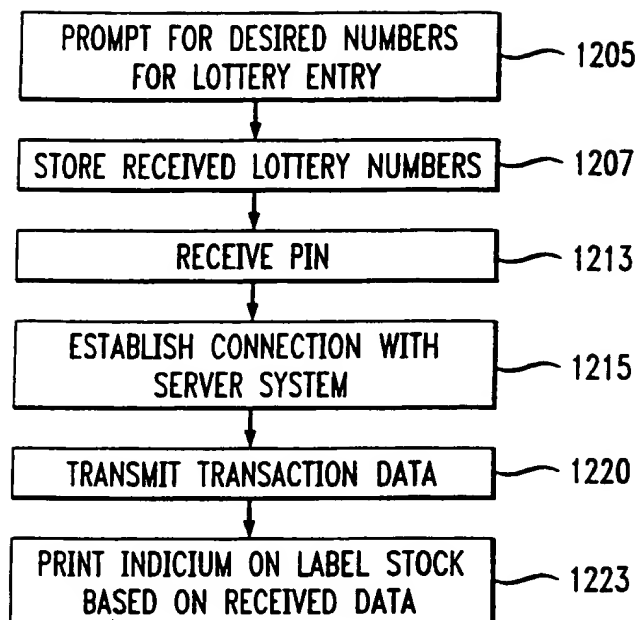 PROMPT FOR DESIRED NUMBERS
FOR LOTTERY ENTRY
1205
STORE RECEIVED LOTTERY NUMBERS
1207
RECEIVE PIN
1213
ESTABLISH CONNECTION WITH
SERVER SYSTEM
1215
TRANSMIT TRANSACTION DATA
1220
PRINT INDICIUM ON LABEL STOCK
BASED ON RECEIVED DATA
1223